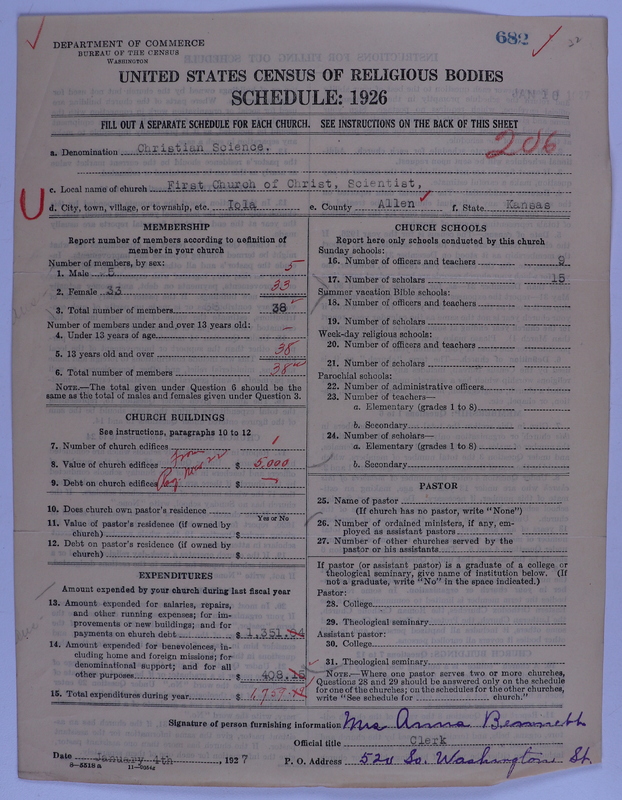 682
DEPARTMENT OF COMMERCE
BUREAU OF THE CENSUS
WASHINGTON
UNITED STATES CENSUS OF RELIGIOUS BODIES
SCHEDULE: 1926
FILL OUT A SEPARATE SCHEDULE FOR EACH CHURCH. SEE INSTRUCTIONS ON THE BACK OF THIS SHEET
206
a. Denomination Christian Science.
c. Local name of church First Church of Christ, Scientist,
d. City, town, village, or township, etc. Iola e. County Allen f. State Kansas
MEMBERSHIP
Report number of members according to definition of
member in your church
Number of members, by sex:
1. Male 5 5
2. Female 33 33
3. Total number of members 38
Number of members under and over 13 years old:
4. Under 13 years of age –
5. 13 years old and over 38
6. Total number of members 38
NOTE.—The total given under Question 6 should be the
same as the total of males and females given under Question 3.
CHURCH BUILDINGS
See instructions, paragraphs 10 to 12
7. Number of church edifices 1
8. Value of church edifices $ 5,000
9. Debt on church edifices $ –
10. Does church own pastor's residence
Yes or No
11. Value of pastor's residence (if owned by
church) $
12. Debt on pastor's residence (if owned by
church) $
EXPENDITURES
Amount expended by your church during last fiscal year
13. Amount expended for salaries, repairs,
and other running expenses; for im-
provements or new buildings; and for
payments on church debt $ 1,351.94
14. Amount expended for benevolences, in-
cluding home and foreign missions; for
denominational support; and for all
other purposes $ 408.18
15. Total expenditures during year $
CHURCH SCHOOLS
Report here only schools conducted by this church
Sunday schools:
16. Number of officers and teachers 9
17. Number of scholars 15
Summer vacation Bible schools:
18. Number of officers and teachers
19. Number of scholars
Week-day religious schools:
20. Number of officers and teachers
21. Number of scholars
Parochial schools:
22. Number of administrative officers
23. Number of teachers—
a. Elementary (grades 1 to 8)
b. Secondary
24. Number of scholars—
a. Elementary (grades 1 to 8)
b. Secondary
PASTOR
25. Name of pastor
(If church has no pastor, write "None")
26. Number of ordained ministers, if any, em-
ployed as assistant pastors
27. Number of other churches served by the
pastor or his assistants
If pastor (or assistant pastor) is a graduate of a college or
theological seminary, give name of institution below. (If
not a graduate, write "No" in the space indicated.)
Pastor:
28. College
29. Theological seminary
Assistant pastor:
30. College
31. Theological seminary
NOTE.—Where one pastor serves two or more churches,
Questions 28 and 29 should be answered only on the schedule
for one of the churches; on the schedules for the other churches,
write "See schedule for church."
Signature of person furnishing information Mrs Anna Bennett
Official title Clerk
Date January 4th, 1927 P. O. Address 520 So. Washington St.
8—5518a 11—9064